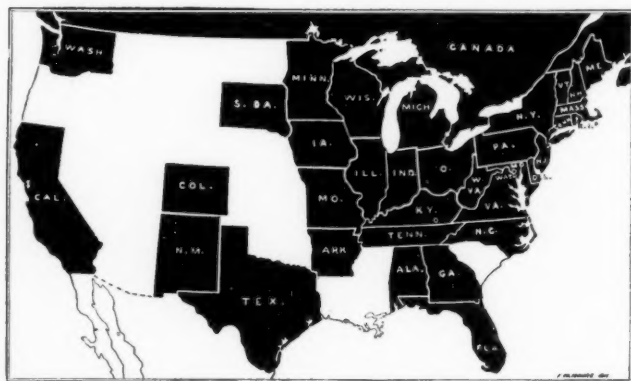 WASH
CANADA
MINN.
ME.
VT.
N.H.
S. DA.
WIS.
MICH
N.Y.
MASS
IA.
PA.
CAL.
COL.
ILL.
IND.
O.
N.J.
MO.
W.
VA.
KY.
VA.
N.M.
ARK
TENN.
N.C.
TEX.
ALA.
GA.
FLA